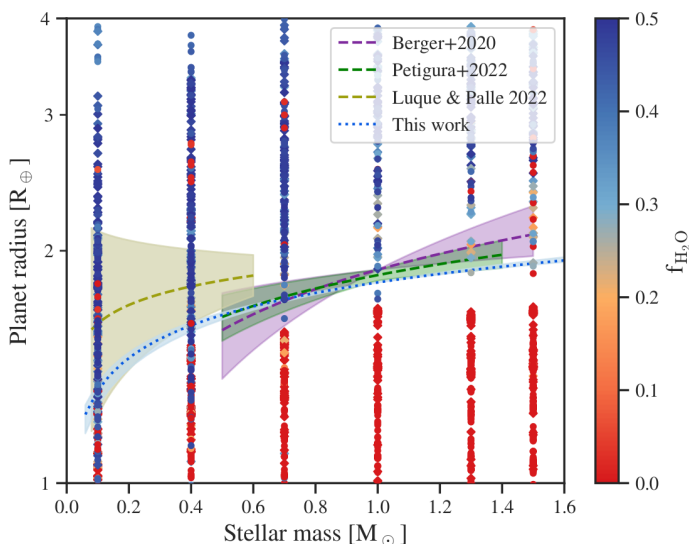 Berger+2020
Petigura+2022
Luque & Palle 2022
This work
Planet radius [R⊕]
4
3
2
1
0.0 0.2 0.4 0.6 0.8 1.0 1.2 1.4 1.6
Stellar mass [M⊙]
0.5
0.4
0.3
0.2
0.1
0.0
fH2O